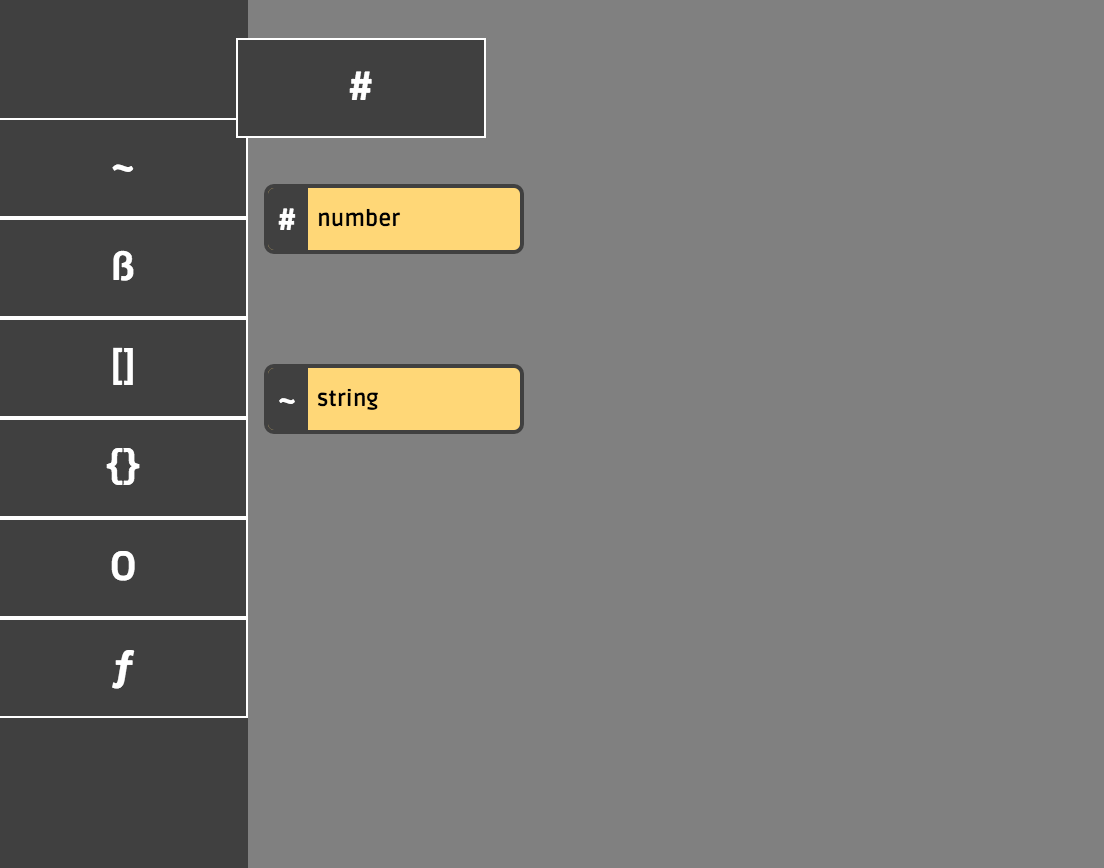 #
~
ß
[]
{}
O
ƒ
# number
~ string